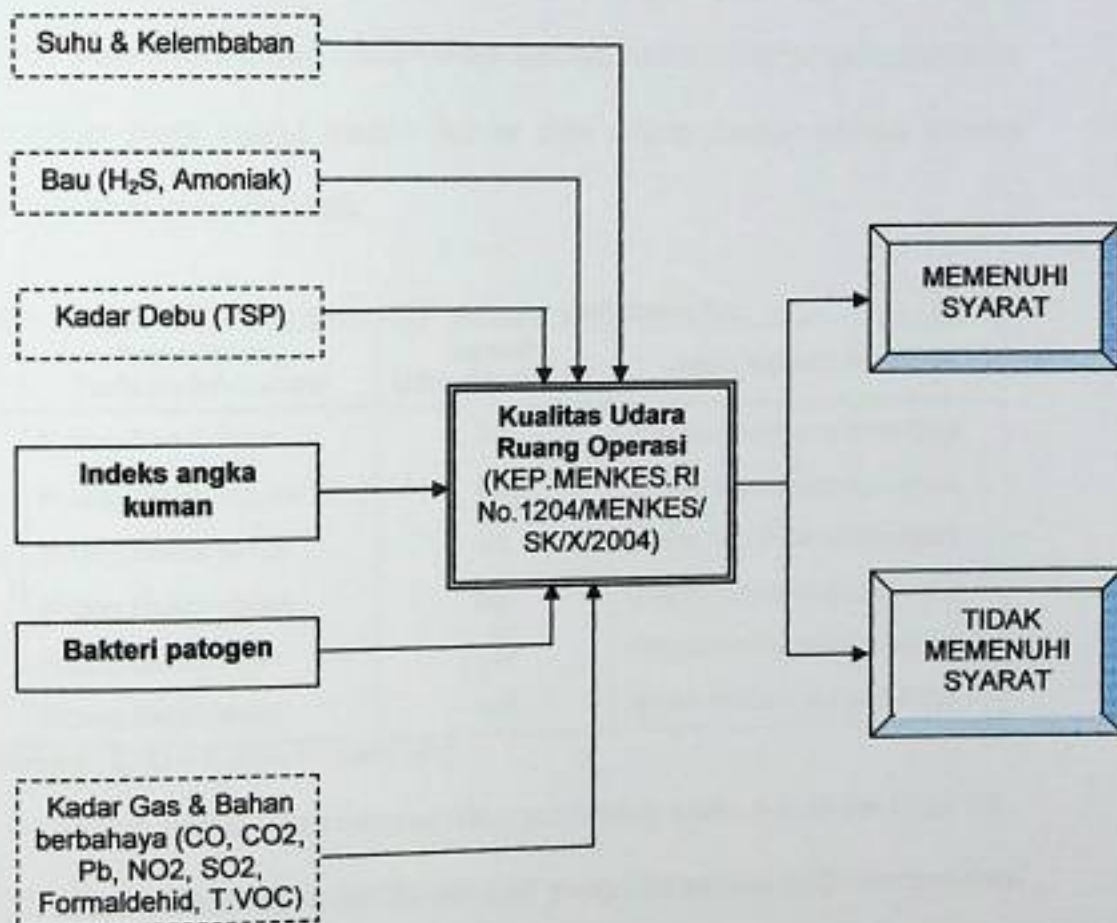 Suhu & Kelembaban
Bau (H₂S, Amoniak)
Kadar Debu (TSP)
Indeks angka
kuman
Bakteri patogen
Kadar Gas & Bahan
berbahaya (CO, CO2,
Pb, NO2, SO2,
Formaldehid, T.VOC)
Kualitas Udara
Ruang Operasi
(KEP.MENKES.RI
No.1204/MENKES/
SK/X/2004)
MEMENUHI
SYARAT
TIDAK
MEMENUHI
SYARAT